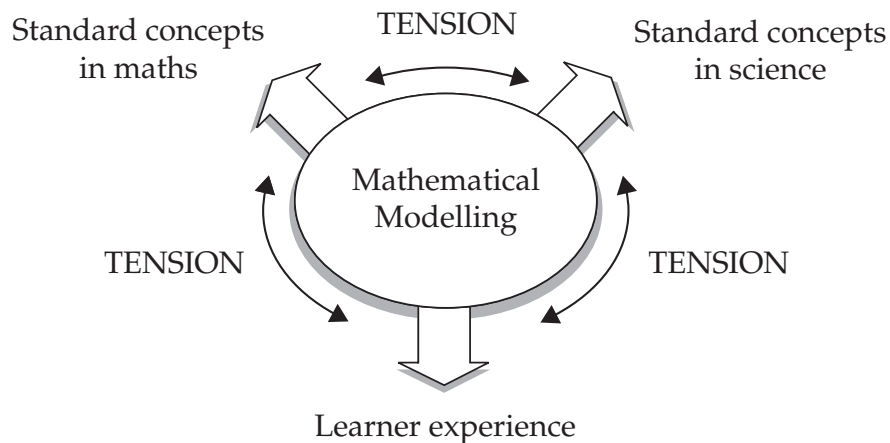 TENSION
Standard concepts
in maths
Standard concepts
in science
Mathematical
Modelling
TENSION
TENSION
Learner experience